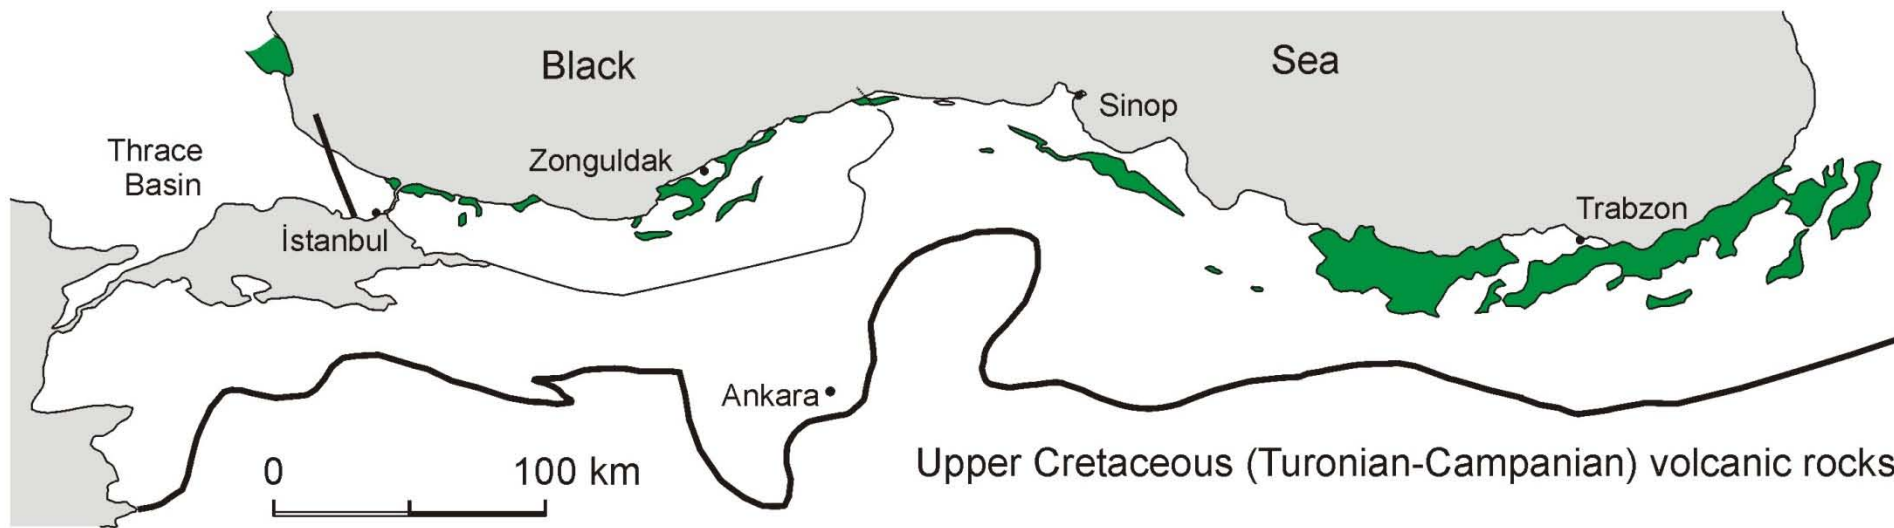 Black
Sea
Sinop
Thrace
Basin
Zonguldak
Trabzon
İstanbul
Ankara
0 100 km
Upper Cretaceous (Turonian-Campanian) volcanic rocks